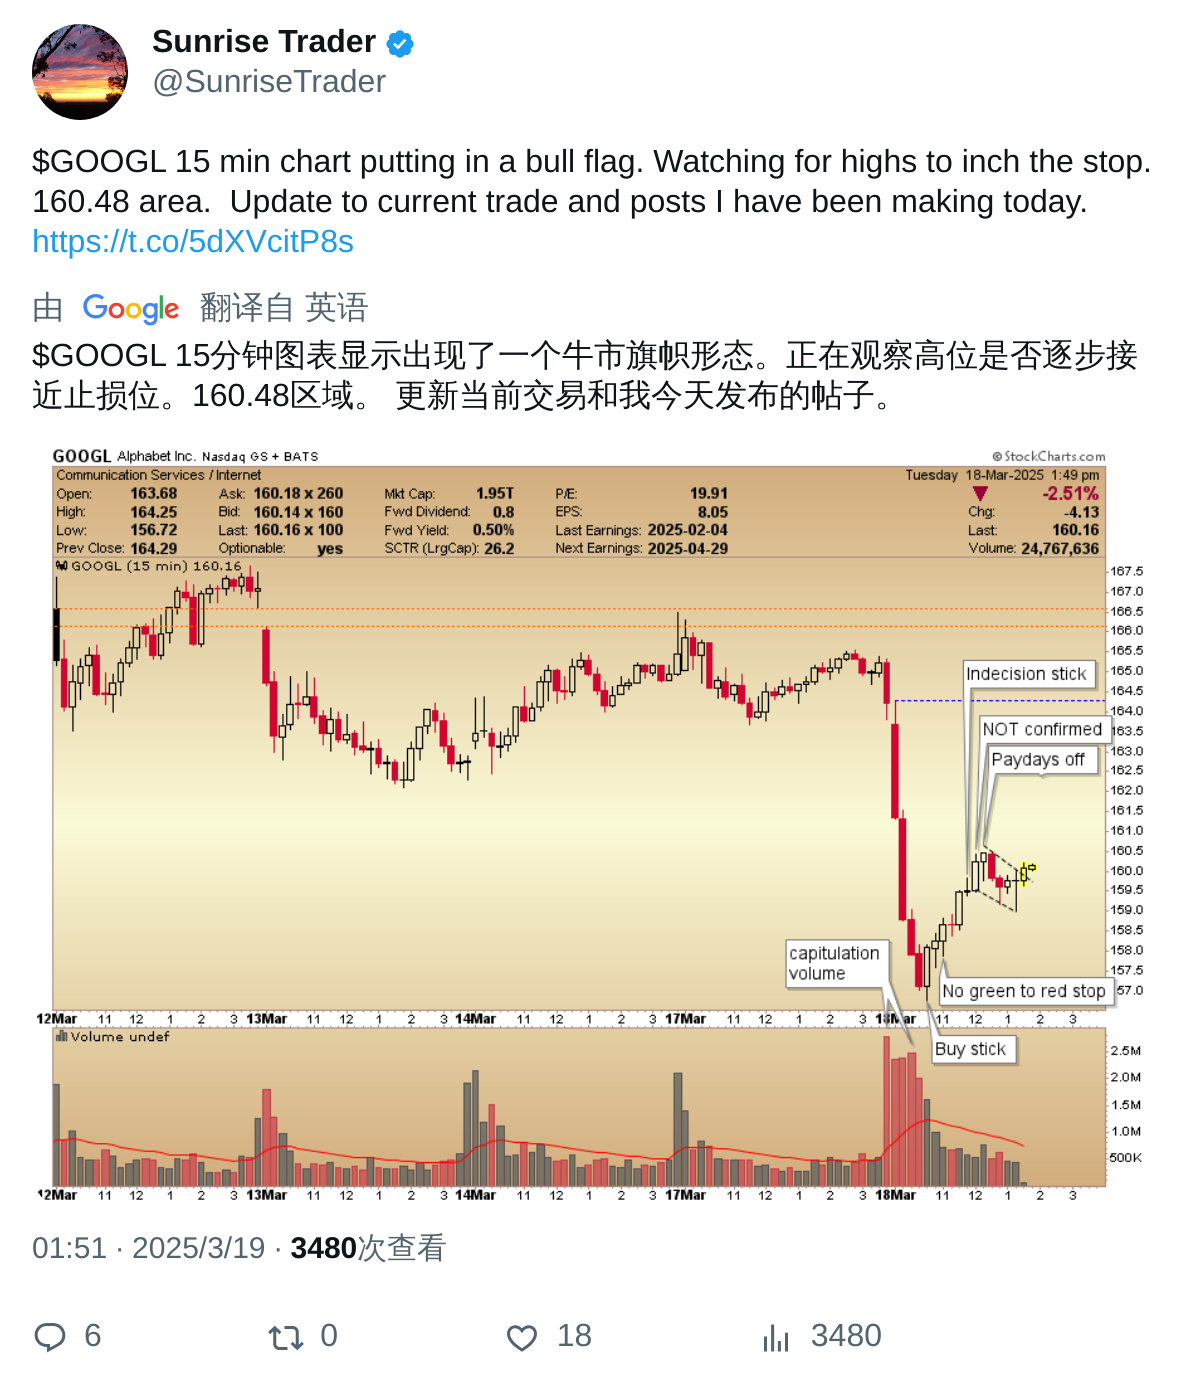 Sunrise Trader
@SunriseTrader
$GOOGL 15 min chart putting in a bull flag. Watching for highs to inch the stop.
160.48 area.  Update to current trade and posts I have been making today.
https://t.co/5dXVcitP8s
由 Google 翻译自 英语
$GOOGL 15分钟图表显示出现了一个牛市旗帜形态。正在观察高位是否逐步接
近止损位。160.48区域。 更新当前交易和我今天发布的帖子。
GOOGL Alphabet Inc. Nasdaq GS + BATS © StockCharts.com
Communication Services / Internet Tuesday 18-Mar-2025 1:49 pm
Open: 163.68 Ask: 160.18 x 260 Mkt Cap: 1.95T P/E: 19.91 ▼ -2.51%
High: 164.25 Bid: 160.14 x 160 Fwd Dividend: 0.8 EPS: 8.05 Chg: -4.13
Low: 156.72 Last: 160.16 x 100 Fwd Yield: 0.50% Last Earnings: 2025-02-04 Last: 160.16
Prev Close: 164.29 Optionable: yes SCTR (LrgCap): 26.2 Next Earnings: 2025-04-29 Volume: 24,767,636
GOOGL (15 min) 160.16
167.5
167.0
166.5
166.0
165.5
165.0
Indecision stick
164.5
164.0
NOT confirmed
63.5
163.0
Paydays off
162.5
162.0
161.5
161.0
160.5
160.0
159.5
159.0
158.5
capitulation
158.0
volume
157.5
No green to red stop
57.0
12Mar 11 12 1 2 3 13Mar 11 12 1 2 3 14Mar 11 12 1 2 3 17Mar 11 12 1 2 3 18Mar 11 12 1 2 3
Volume undef
Buy stick
2.5M
2.0M
1.5M
1.0M
500K
12Mar 11 12 1 2 3 13Mar 11 12 1 2 3 14Mar 11 12 1 2 3 17Mar 11 12 1 2 3 18Mar 11 12 1 2 3
01:51 · 2025/3/19 · 3480次查看
6 0 18 3480